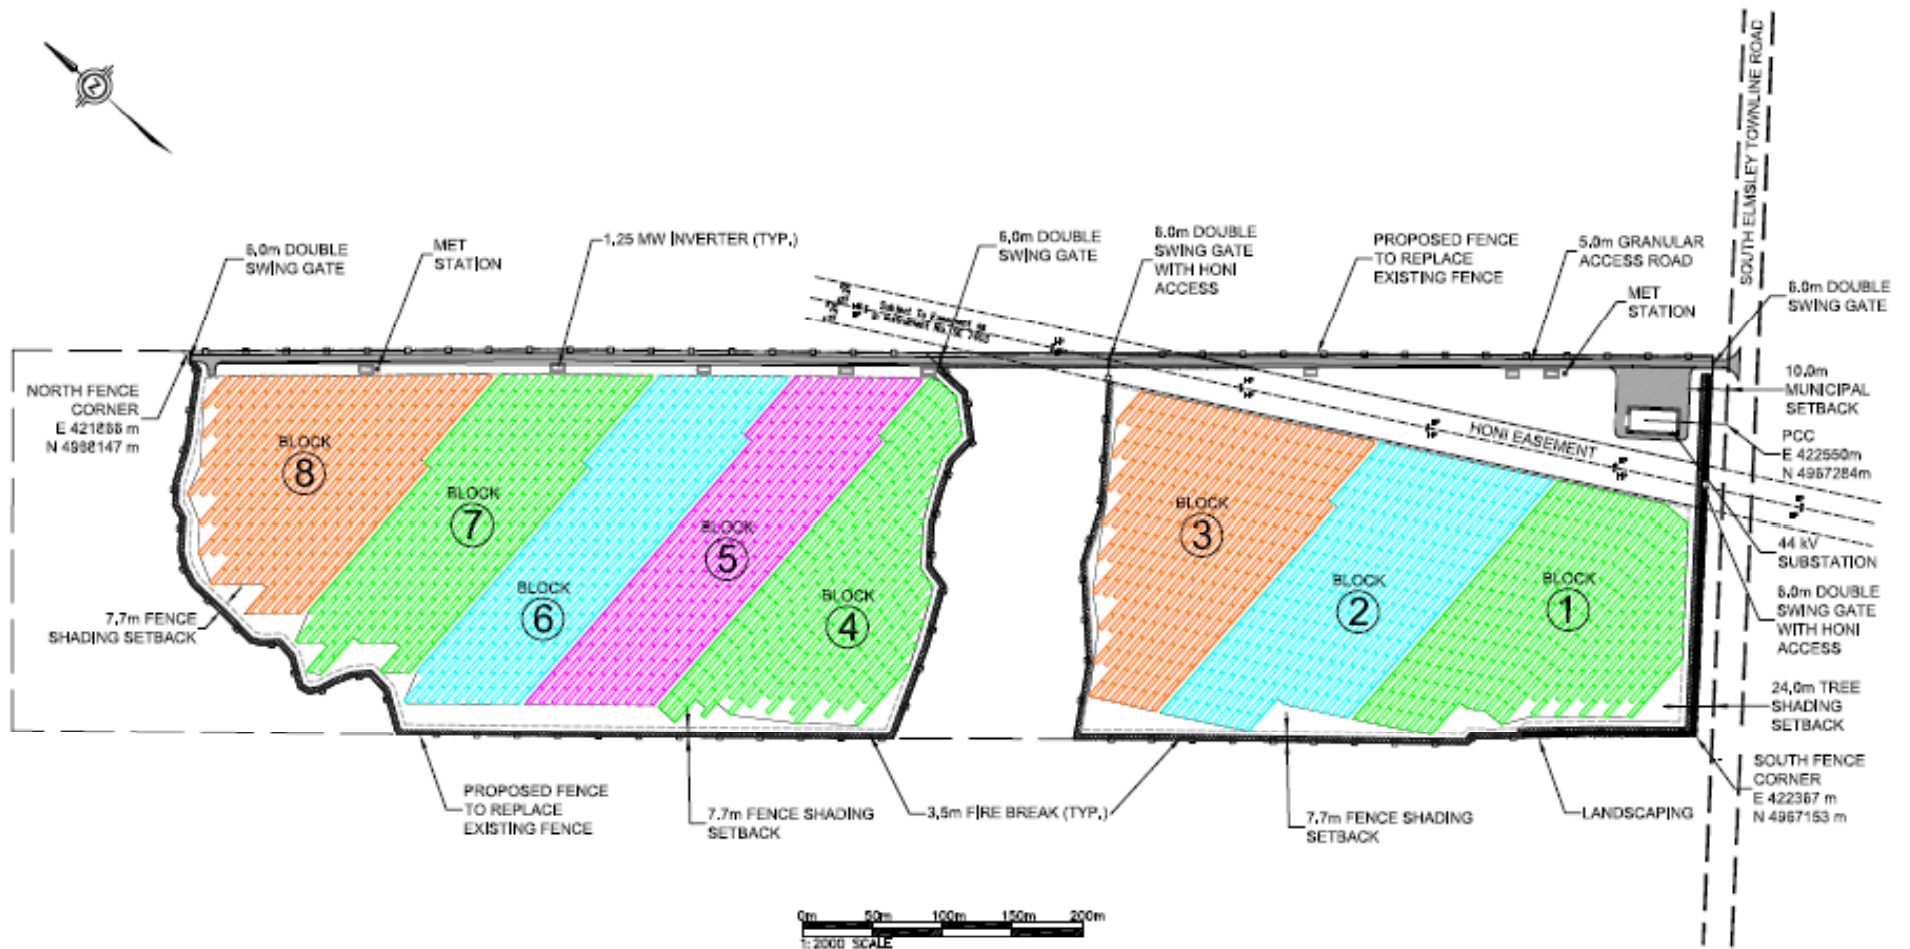 SOUTH ELMSLEY TOWNLINE ROAD
N
6.0m DOUBLE
SWING GATE
MET
STATION
1.25 MW INVERTER (TYP.)
6.0m DOUBLE
SWING GATE
6.0m DOUBLE
SWING GATE
WITH HONI
ACCESS
PROPOSED FENCE
TO REPLACE
EXISTING FENCE
5.0m GRANULAR
ACCESS ROAD
MET
STATION
6.0m DOUBLE
SWING GATE
10.0m
MUNICIPAL
SETBACK
PCC
E 422550m
N 4967284m
44 kV
SUBSTATION
6.0m DOUBLE
SWING GATE
WITH HONI
ACCESS
24.0m TREE
SHADING
SETBACK
SOUTH FENCE
CORNER
E 422367 m
N 4967153 m
NORTH FENCE
CORNER
HONI EASEMENT
BLOCK
8
BLOCK
7
BLOCK
6
BLOCK
5
BLOCK
4
BLOCK
3
BLOCK
2
BLOCK
1
7.7m FENCE
SHADING SETBACK
PROPOSED FENCE
TO REPLACE
EXISTING FENCE
7.7m FENCE SHADING
SETBACK
3.5m FIRE BREAK (TYP.)
7.7m FENCE SHADING
SETBACK
LANDSCAPING
0m 50m 100m 150m 200m
1: 2000 SCALE